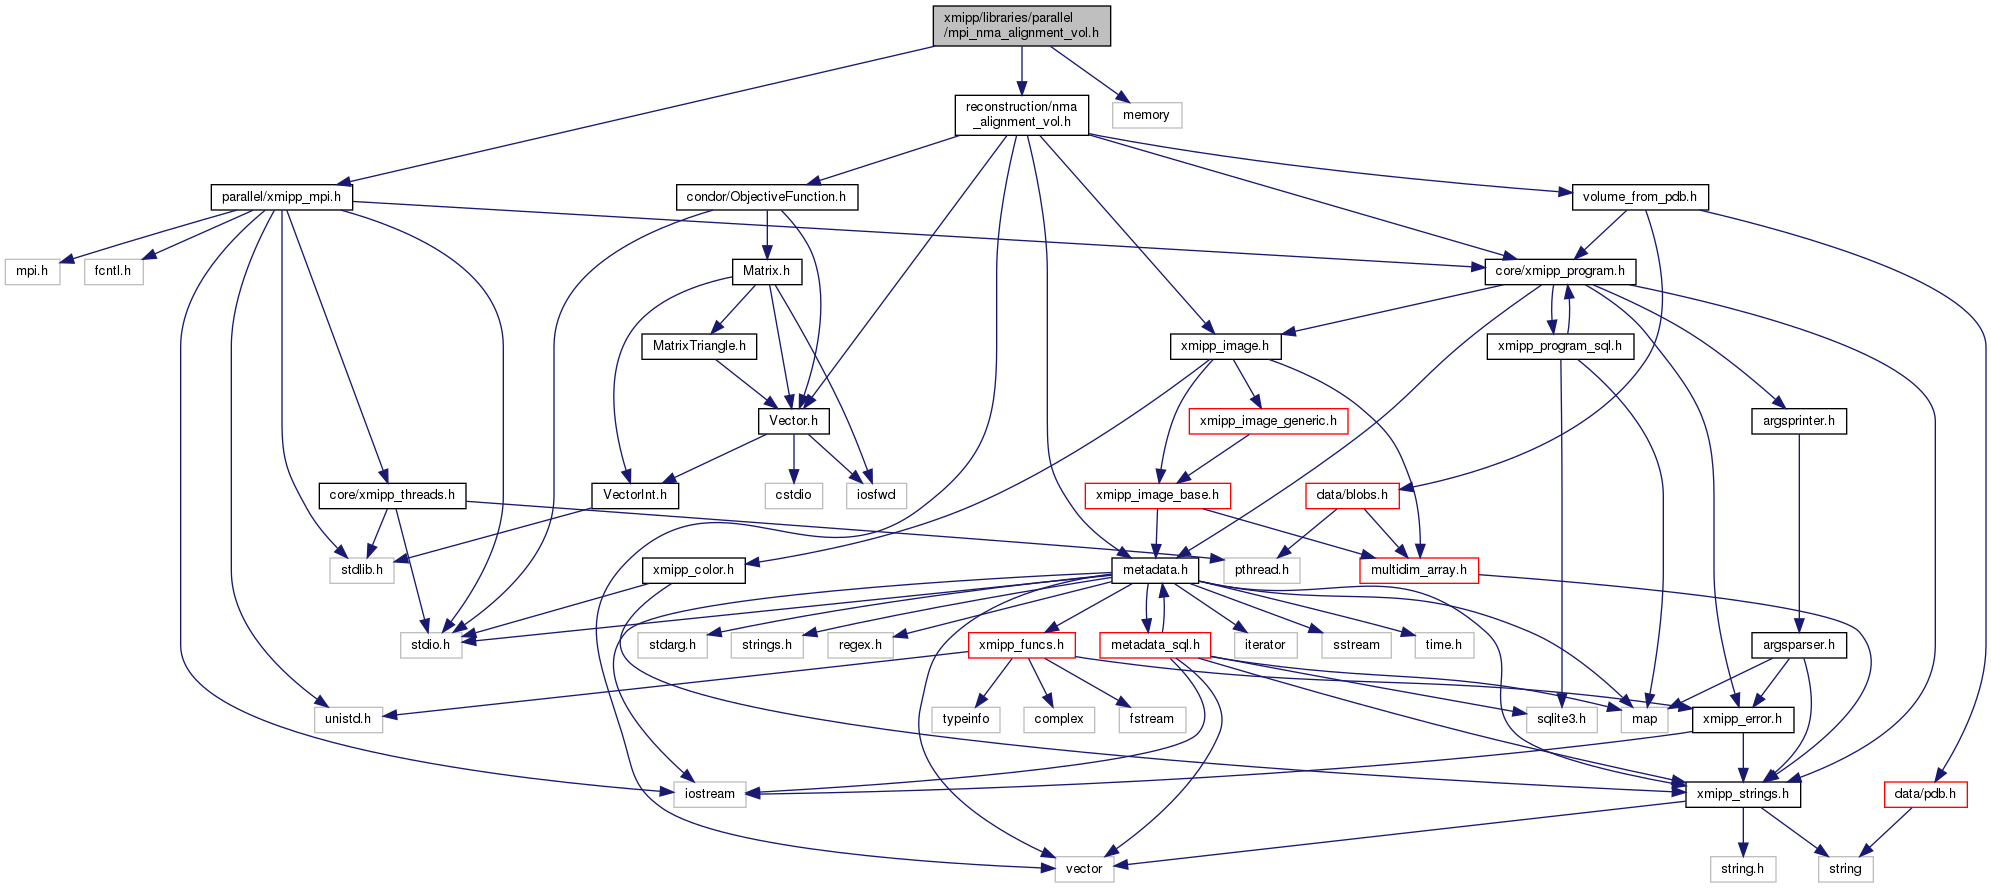 xmipp/libraries/parallel
/mpi_nma_alignment_vol.h
reconstruction/nma
_alignment_vol.h
memory
parallel/xmipp_mpi.h
condor/ObjectiveFunction.h
volume_from_pdb.h
mpi.h
fcntl.h
Matrix.h
core/xmipp_program.h
MatrixTriangle.h
xmipp_image.h
xmipp_program_sql.h
Vector.h
xmipp_image_generic.h
argsprinter.h
core/xmipp_threads.h
VectorInt.h
cstdio
iosfwd
xmipp_image_base.h
data/blobs.h
stdlib.h
xmipp_color.h
metadata.h
pthread.h
multidim_array.h
stdio.h
stdarg.h
strings.h
regex.h
xmipp_funcs.h
metadata_sql.h
iterator
sstream
time.h
argsparser.h
unistd.h
typeinfo
complex
fstream
sqlite3.h
map
xmipp_error.h
iostream
xmipp_strings.h
data/pdb.h
vector
string.h
string